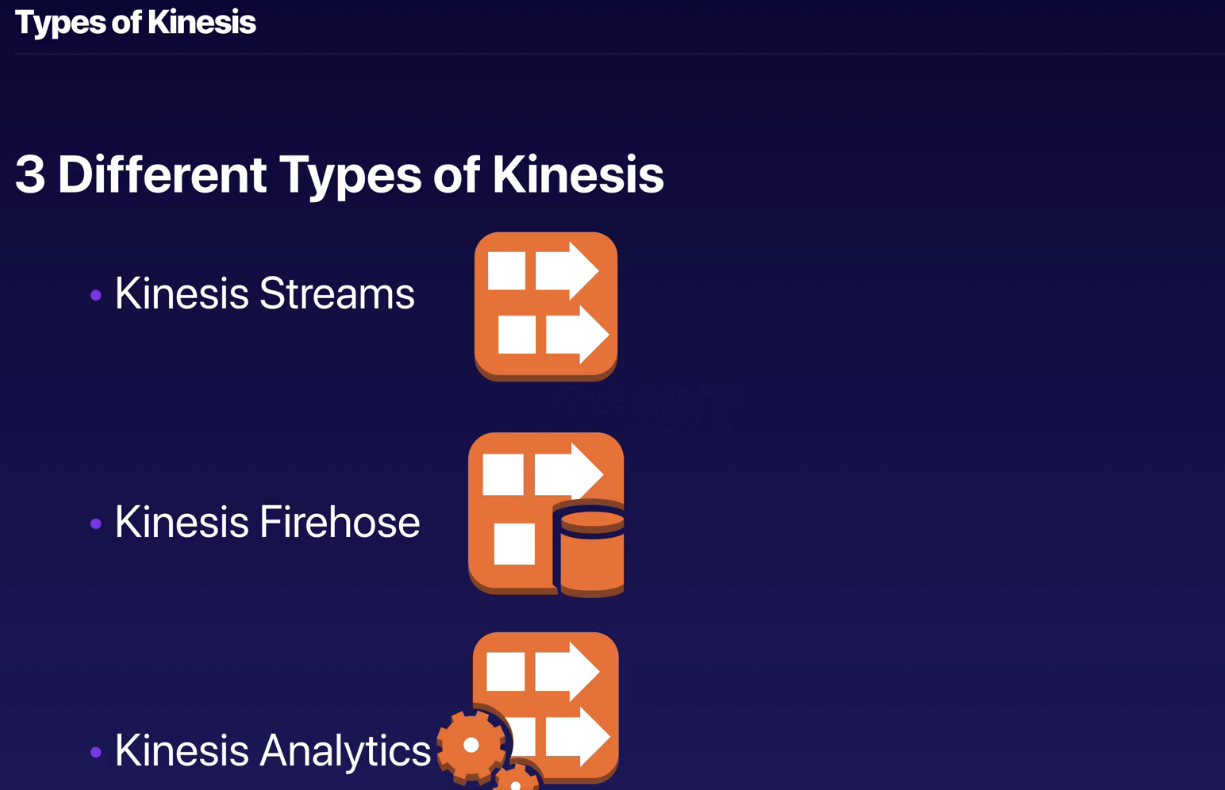 Types of Kinesis
3 Different Types of Kinesis
• Kinesis Streams
• Kinesis Firehose
• Kinesis Analytics